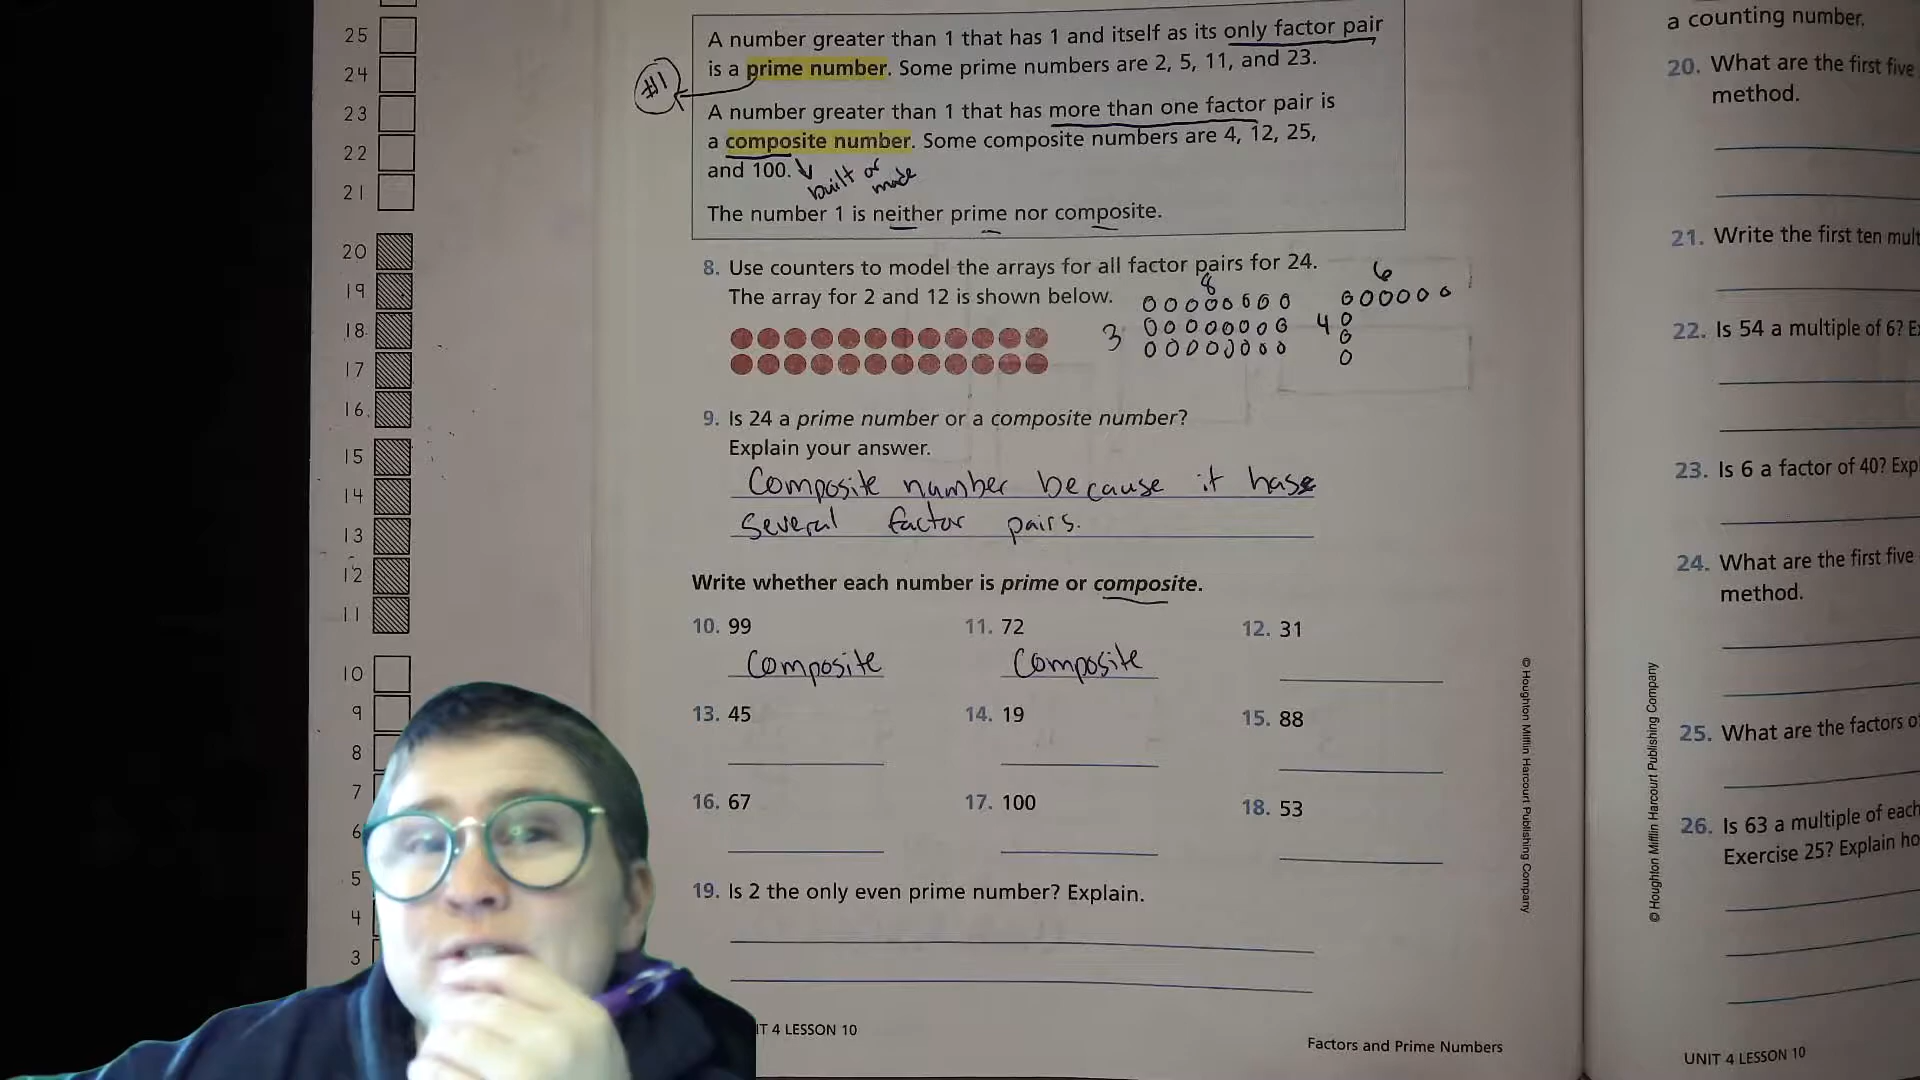 25
24
23
22
21
20
19
18
17
16
15
14
13
12
11
10
9
8
7
6
5
4
3
A number greater than 1 that has 1 and itself as its only factor pair
is a prime number. Some prime numbers are 2, 5, 11, and 23.
#1
A number greater than 1 that has more than one factor pair is
a composite number. Some composite numbers are 4, 12, 25,
and 100.
built of
made
The number 1 is neither prime nor composite.
8. Use counters to model the arrays for all factor pairs for 24.
The array for 2 and 12 is shown below.
8
3
6
4
9. Is 24 a prime number or a composite number?
Explain your answer.
Composite number because it has
several factor pairs.
Write whether each number is prime or composite.
10. 99
Composite
11. 72
Composite
12. 31
13. 45
14. 19
15. 88
16. 67
17. 100
18. 53
19. Is 2 the only even prime number? Explain.
IT 4 LESSON 10
Factors and Prime Numbers
© Houghton Mifflin Harcourt Publishing Company
© Houghton Mifflin Harcourt Publishing Company
a counting number.
20. What are the first five
method.
21. Write the first ten mult
22. Is 54 a multiple of 6? E
23. Is 6 a factor of 40? Exp
24. What are the first five
method.
25. What are the factors o
26. Is 63 a multiple of each
Exercise 25? Explain ho
UNIT 4 LESSON 10